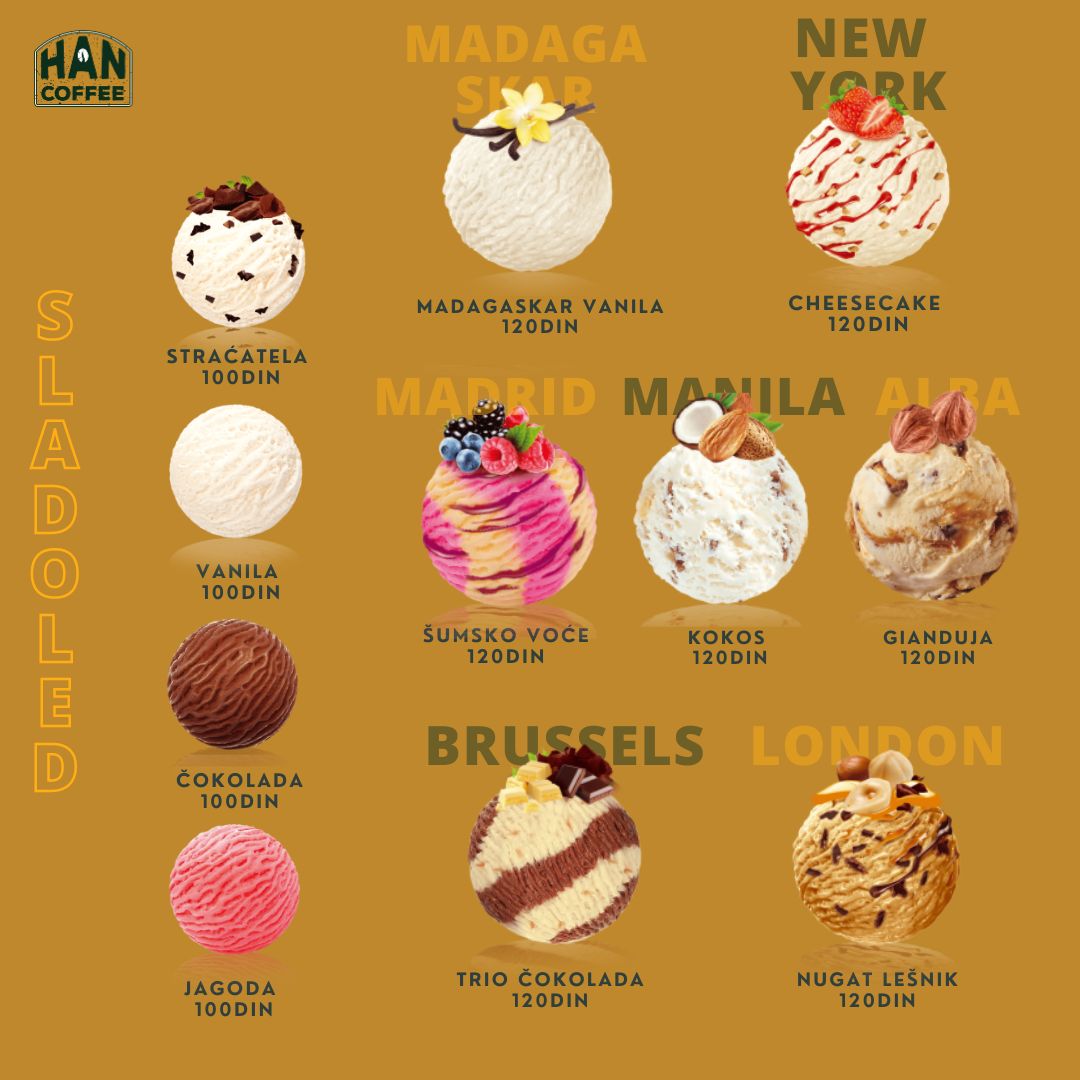 HAN
COFFEE
SLADOLED
STRAĆATELA
100DIN
VANILA
100DIN
ČOKOLADA
100DIN
JAGODA
100DIN
MADAGA
SKAR
MADAGASKAR VANILA
120DIN
NEW
YORK
CHEESECAKE
120DIN
MADRID
ŠUMSKO VOĆE
120DIN
MANILA
KOKOS
120DIN
ALBA
GIANDUJA
120DIN
BRUSSELS
TRIO ČOKOLADA
120DIN
LONDON
NUGAT LEŠNIK
120DIN